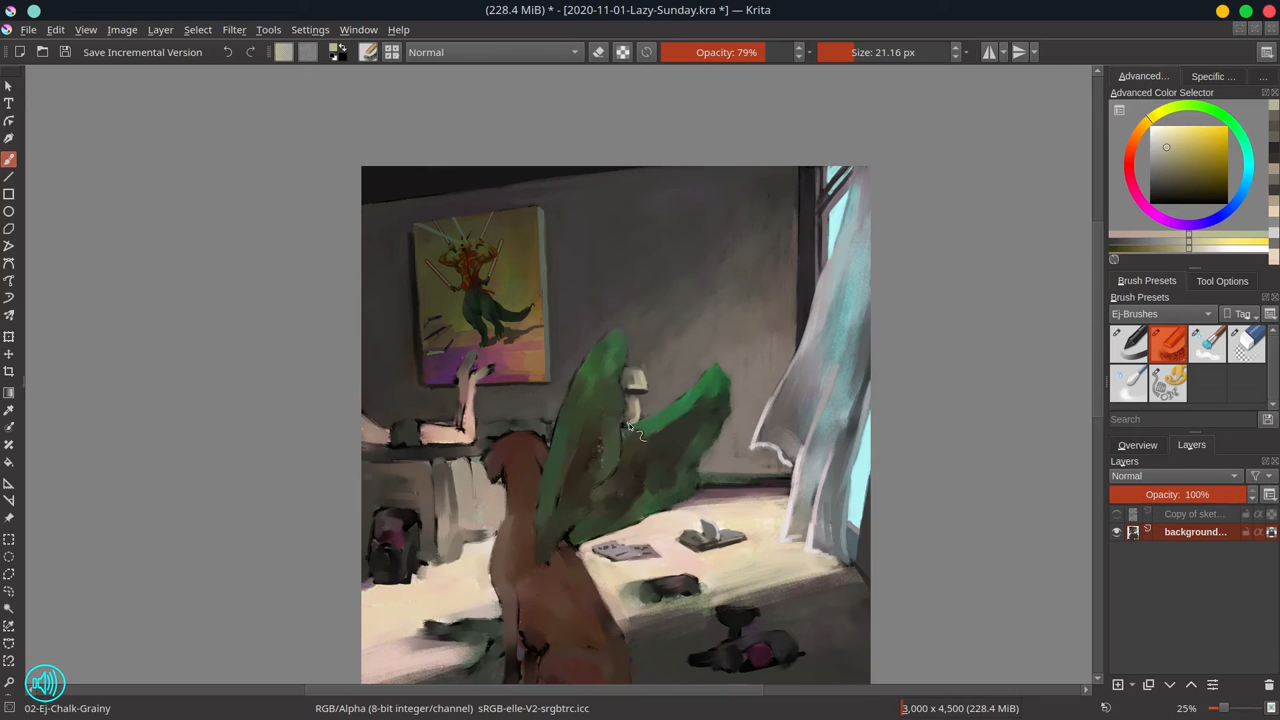 (228.4 MiB) * - [2020-11-01-Lazy-Sunday.kra *] — Krita
File Edit View Image Layer Select Filter Tools Settings Window Help
Save Incremental Version Normal Opacity: 79% Size: 21.16 px
Advanced... Specific ... ...
Advanced Color Selector
Brush Presets Tool Options
Brush Presets
Ej-Brushes Tag
Search
Overview Layers
Layers
Normal
Opacity: 100%
Copy of sket...
background...
02-Ej-Chalk-Grainy RGB/Alpha (8-bit integer/channel) sRGB-elle-V2-srgbtrc.icc 3,000 x 4,500 (228.4 MiB) 25%